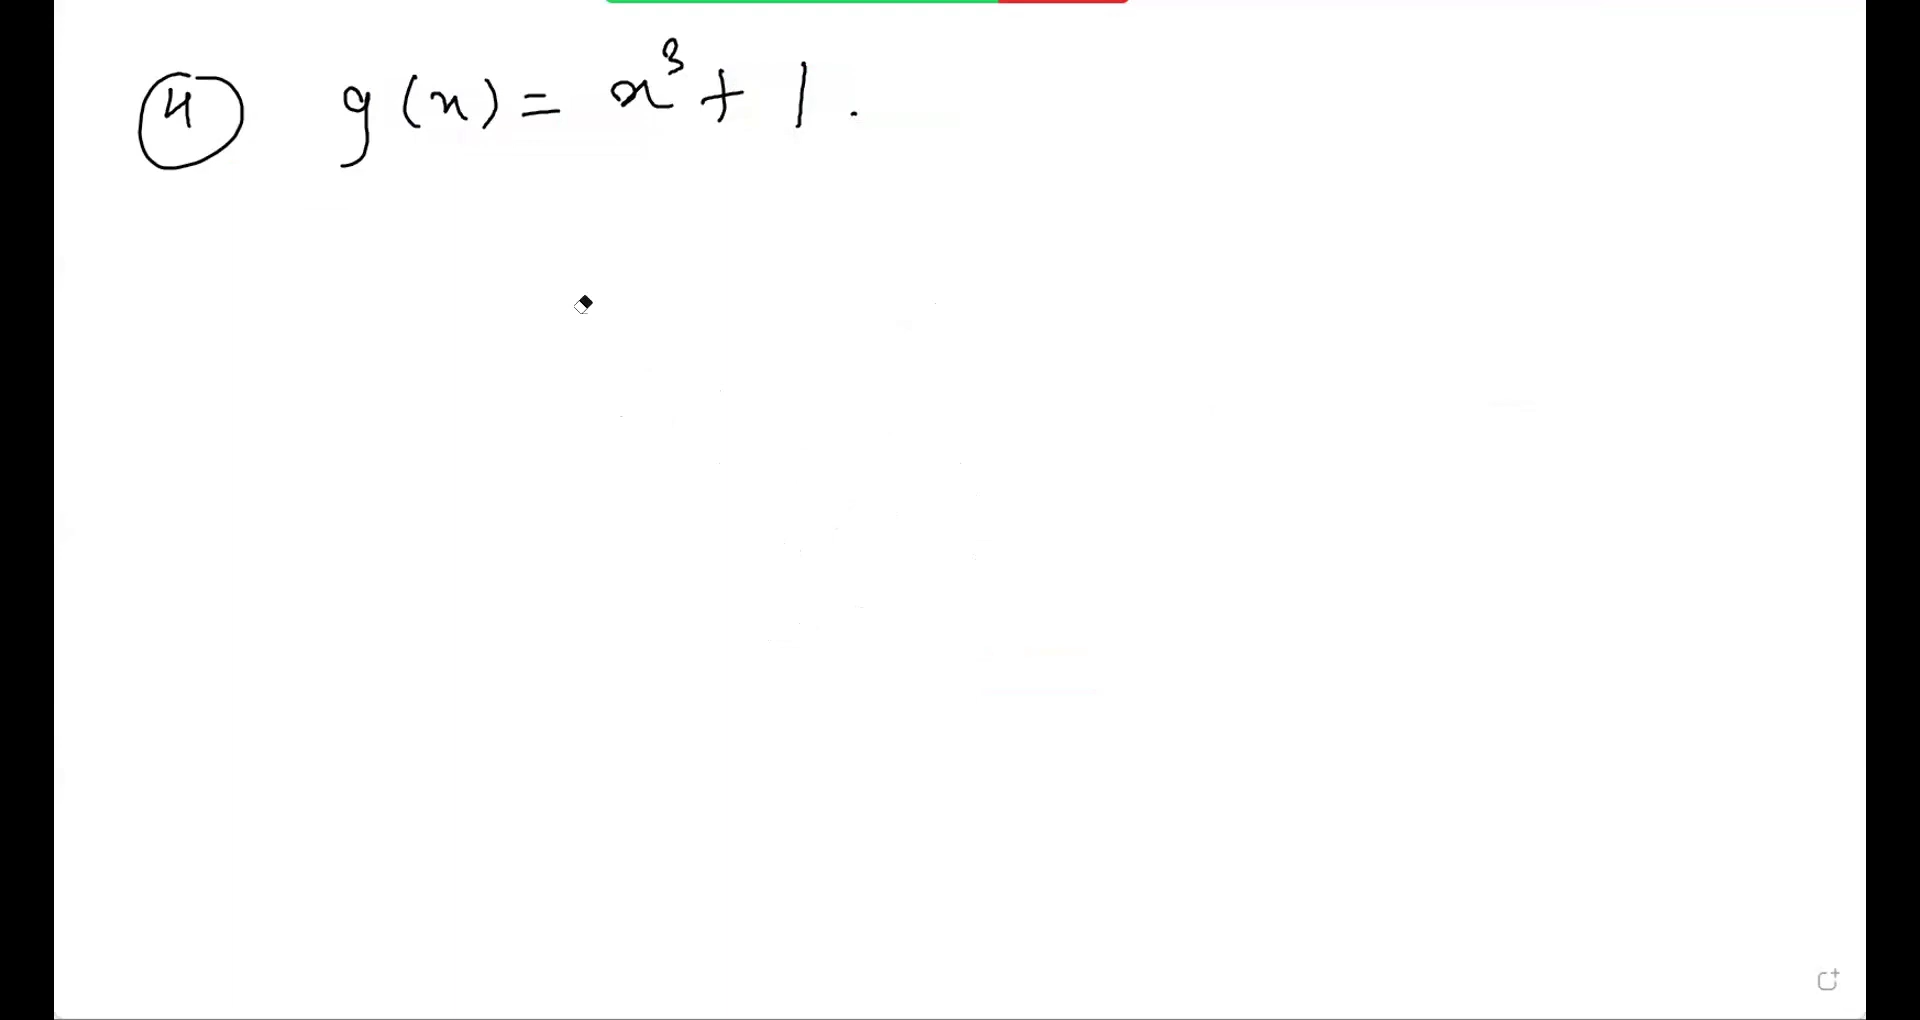 ④ g(x) = x³ + 1.